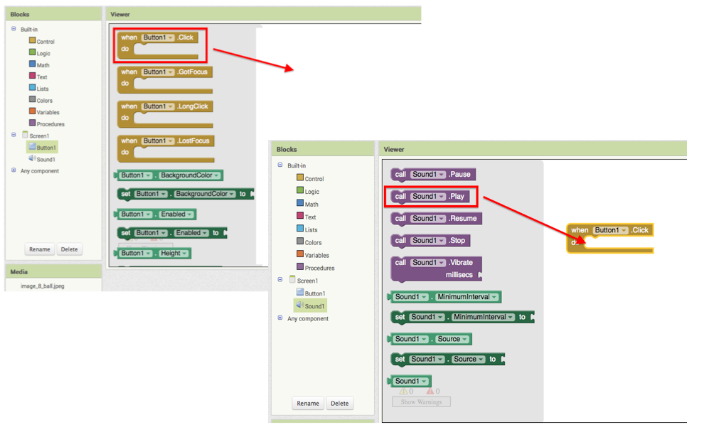 Blocks
Viewer
Built-in
Control
Logic
Math
Text
Lists
Colors
Variables
Procedures
Screen1
Button1
Sound1
Any component
Rename Delete
Media
image_8_ball.jpeg
when Button1 .Click
do
when Button1 .GotFocus
do
when Button1 .LongClick
do
when Button1 .LostFocus
do
Button1 . BackgroundColor
set Button1 . BackgroundColor to
Button1 . Enabled
set Button1 . Enabled to
Button1 . Height
Blocks
Viewer
Built-in
Control
Logic
Math
Text
Lists
Colors
Variables
Procedures
Screen1
Button1
Sound1
Any component
Rename Delete
call Sound1 .Pause
call Sound1 .Play
call Sound1 .Resume
call Sound1 .Stop
call Sound1 .Vibrate
millisecs
Sound1 . MinimumInterval
set Sound1 . MinimumInterval to
Sound1 . Source
set Sound1 . Source to
Sound1
0 0
Show Warnings
when Button1 .Click
do